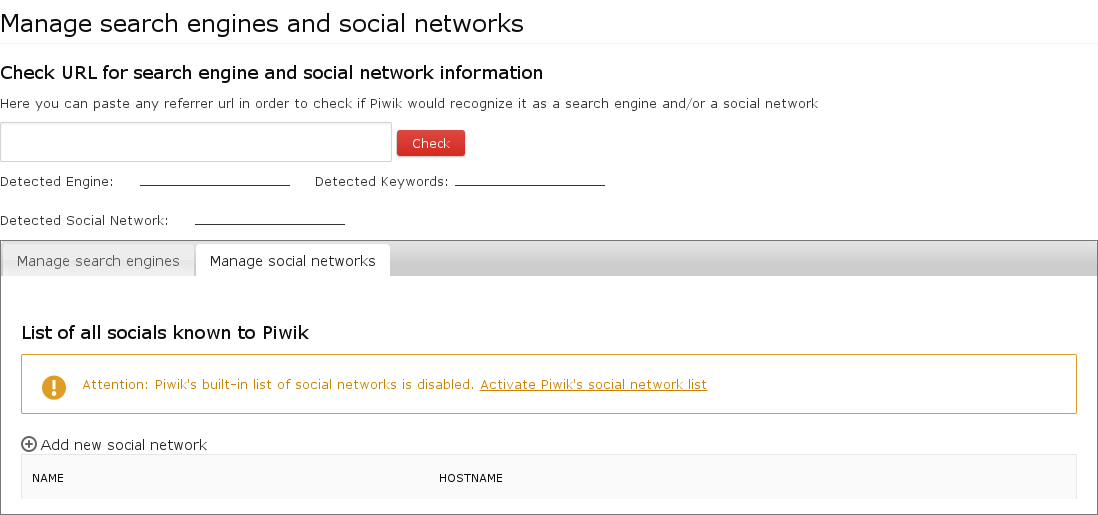 Manage search engines and social networks
Check URL for search engine and social network information
Here you can paste any referrer url in order to check if Piwik would recognize it as a search engine and/or a social network
Check
Detected Engine: Detected Keywords:
Detected Social Network:
Manage search engines Manage social networks
List of all socials known to Piwik
Attention: Piwik's built-in list of social networks is disabled. Activate Piwik's social network list
Add new social network
NAME HOSTNAME